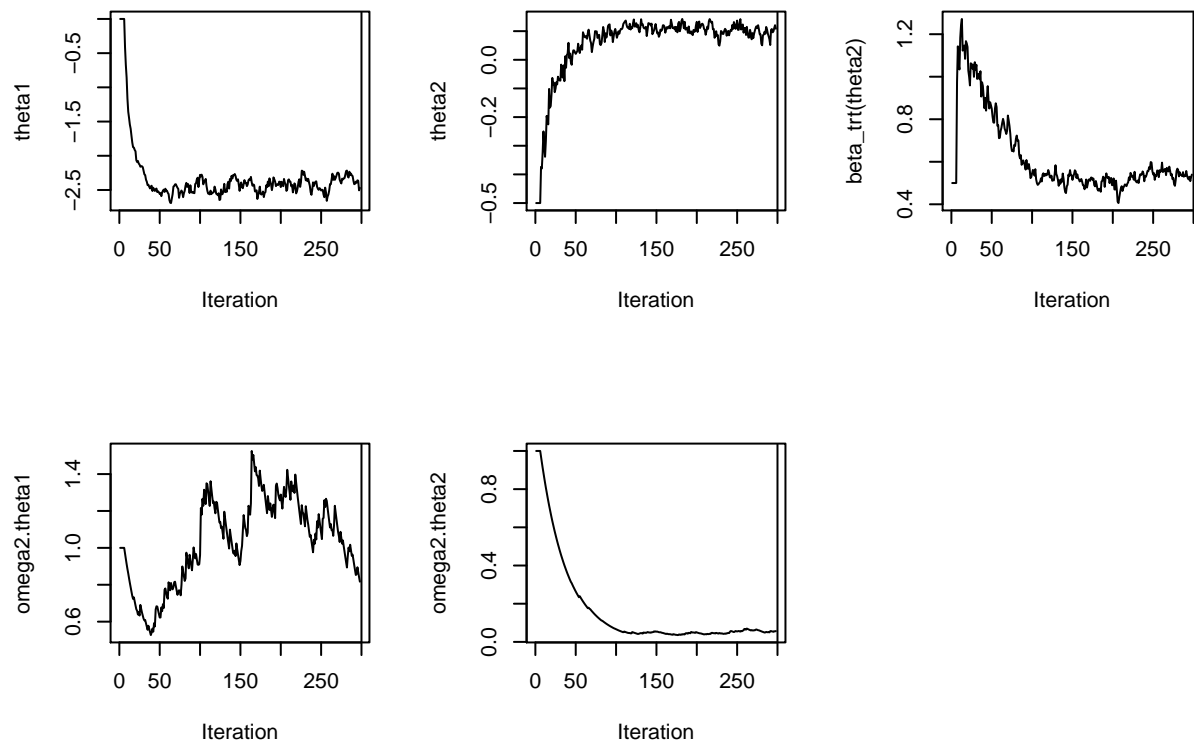 theta1
−0.5
−1.5
−2.5
0 50 150 250
Iteration
theta2
0.0
−0.2
−0.5
0 50 150 250
Iteration
beta_trt(theta2)
1.2
0.8
0.4
0 50 150 250
Iteration
omega2.theta1
1.4
1.0
0.6
0 50 150 250
Iteration
omega2.theta2
0.8
0.4
0.0
0 50 150 250
Iteration